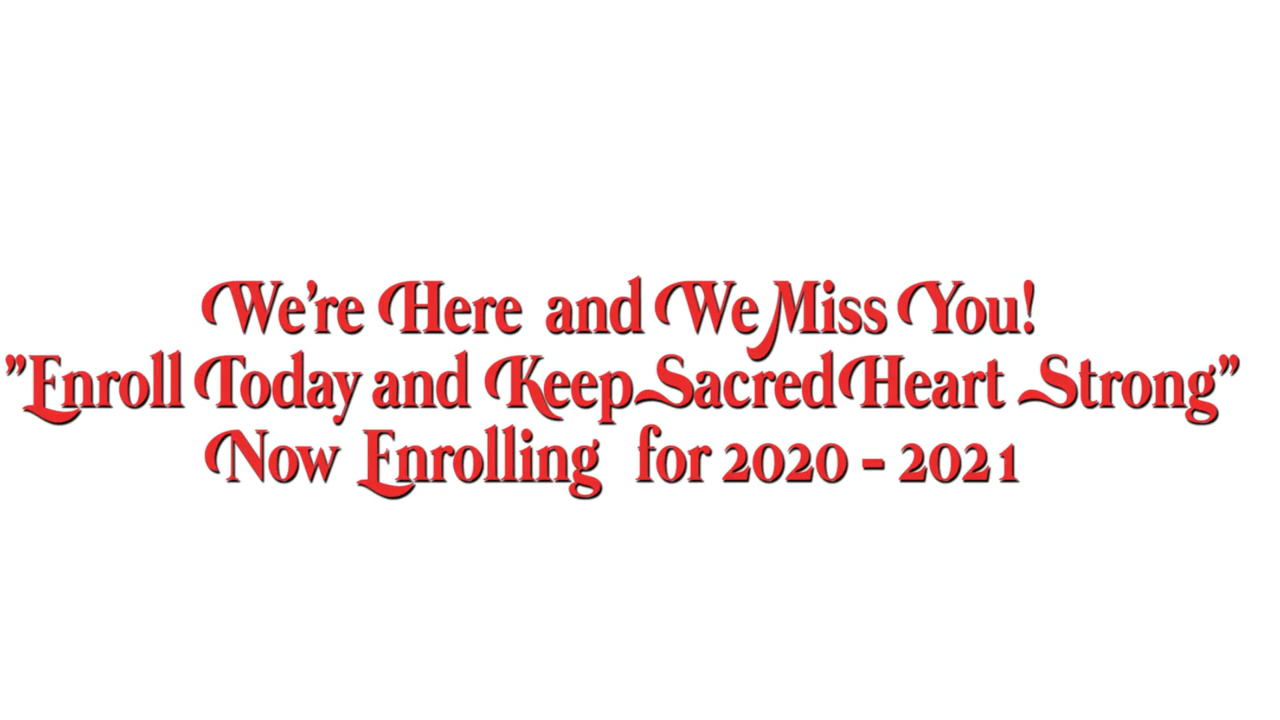 We're Here and We Miss You!
”Enroll Today and Keep Sacred Heart Strong”
Now Enrolling for 2020 - 2021